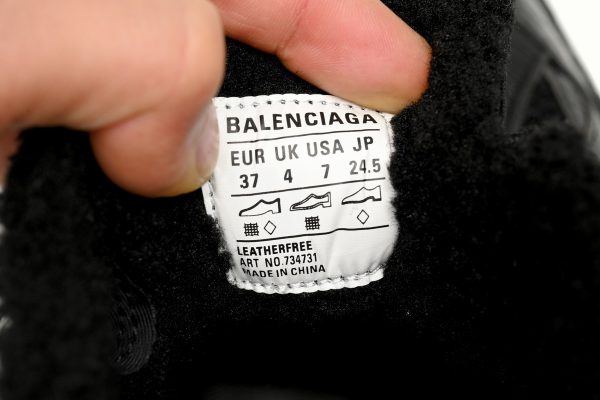 BALENCIAGA
EUR UK USA JP
37 4 7 24.5
LEATHERFREE
ART NO.734731
MADE IN CHINA